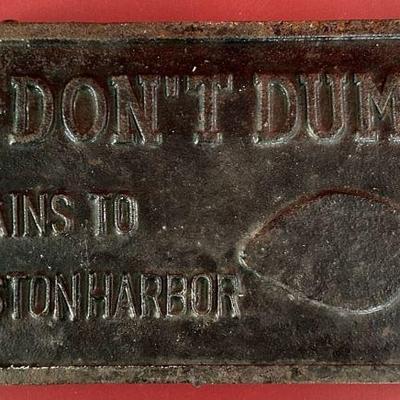 DON'T DUM
AINS TO
STON HARBOR